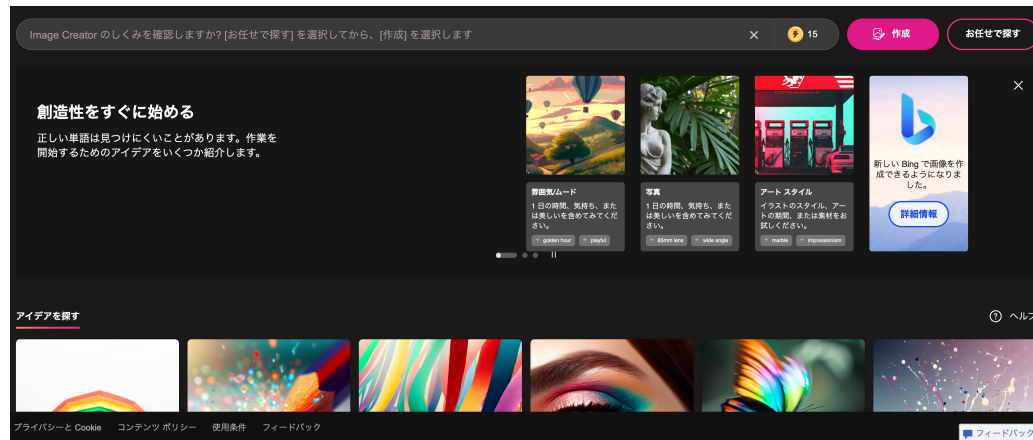 Image Creator のしくみを確認しますか? [お任せで探す] を選択してから、[作成] を選択します
15
作成
お任せで探す
創造性をすぐに始める
正しい単語は見つけにくいことがあります。作業を
開始するためのアイデアをいくつか紹介します。
雰囲気/ムード
1 日の時間、気持ち、また
は美しいを含めてみてくだ
さい。
+ golden hour
+ playful
写真
1 日の時間、気持ち、また
は美しいを含めてみてくだ
さい。
+ 85mm lens
+ wide angle
アート スタイル
イラストのスタイル、アー
トの期間、または素材をお
試しください。
+ marble
+ impressionism
新しい Bing で画像を作
成できるようになりま
した。
詳細情報
アイデアを探す
ヘルプ
プライバシーと Cookie
コンテンツ ポリシー
使用条件
フィードバック
フィードバック